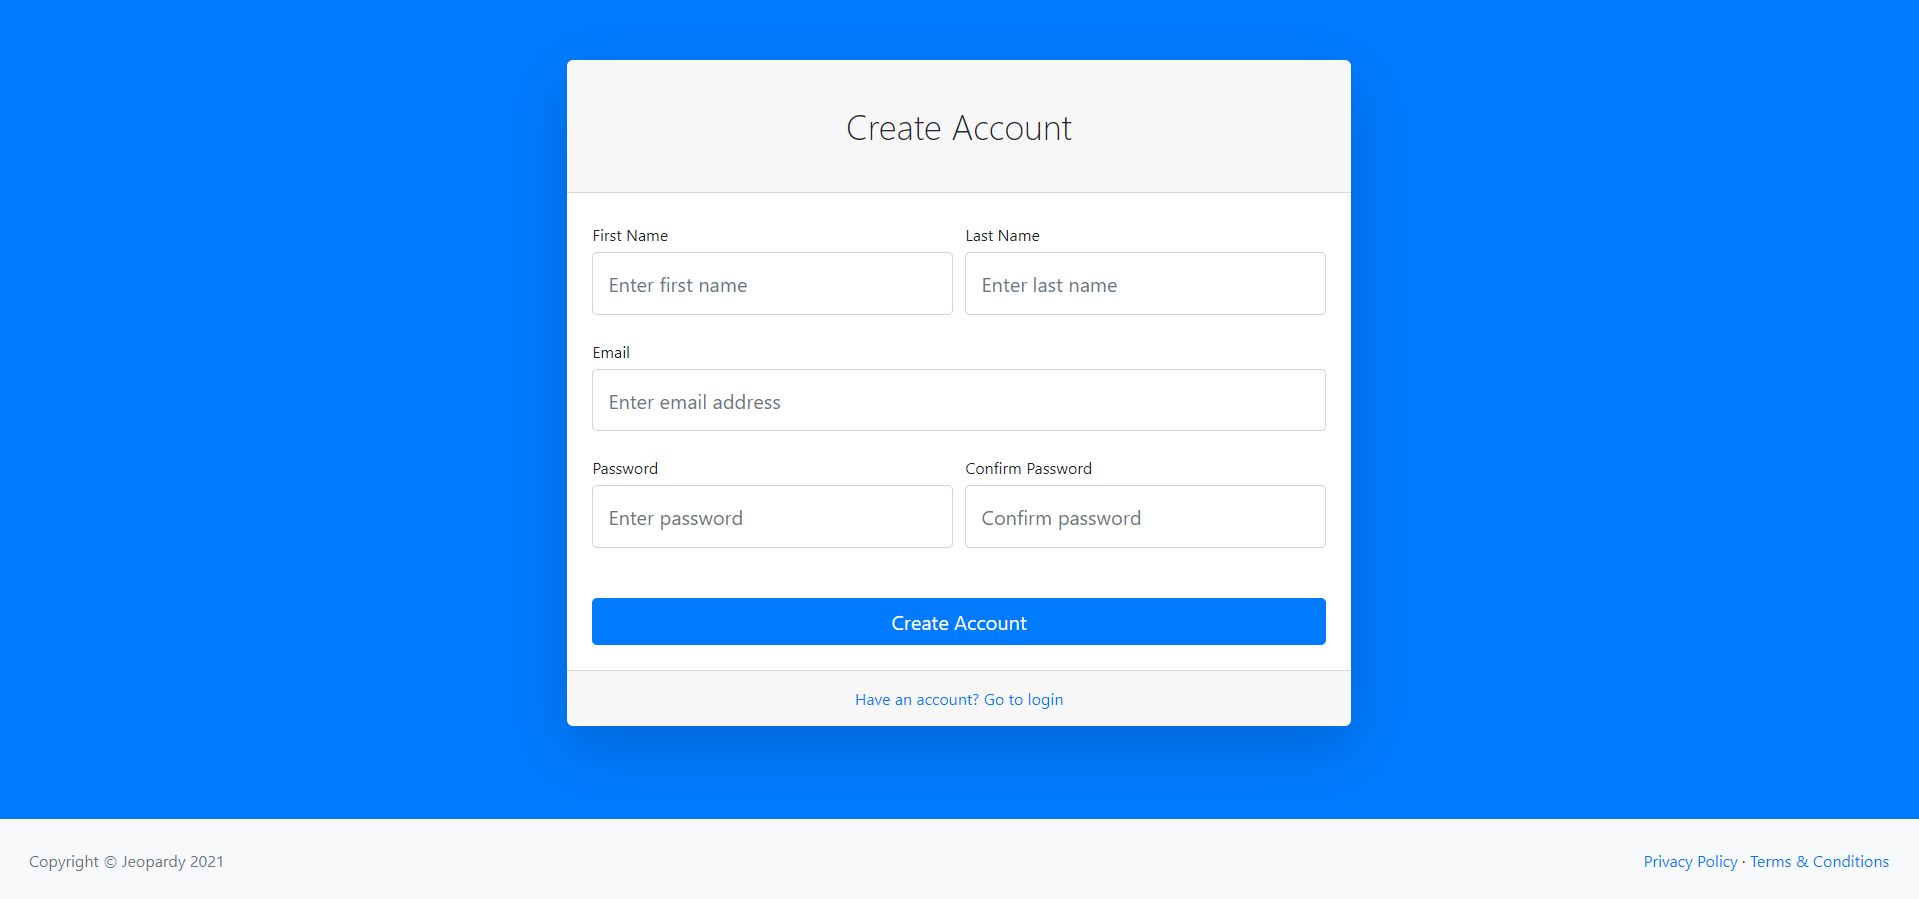 Create Account
First Name Last Name
Enter first name Enter last name
Email
Enter email address
Password Confirm Password
Enter password Confirm password
Create Account
Have an account? Go to login
Copyright © Jeopardy 2021 Privacy Policy · Terms & Conditions